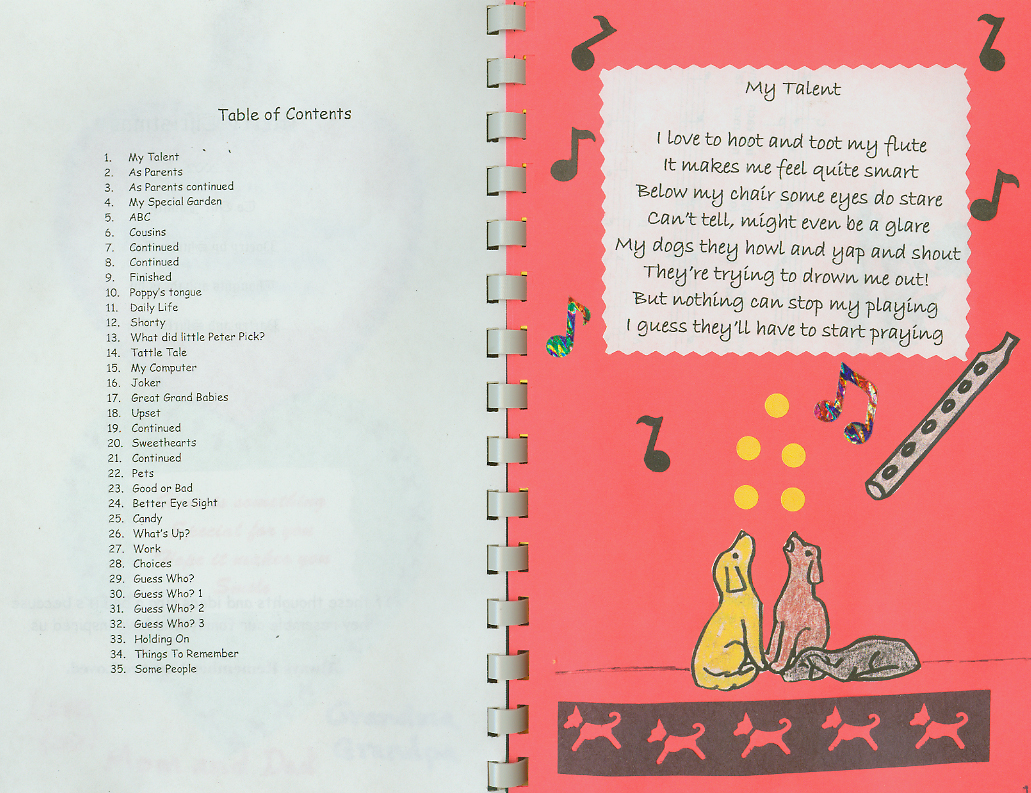 Table of Contents
1. My Talent
2. As Parents
3. As Parents continued
4. My Special Garden
5. ABC
6. Cousins
7. Continued
8. Continued
9. Finished
10. Poppy's tongue
11. Daily Life
12. Shorty
13. What did little Peter Pick?
14. Tattle Tale
15. My Computer
16. Joker
17. Great Grand Babies
18. Upset
19. Continued
20. Sweethearts
21. Continued
22. Pets
23. Good or Bad
24. Better Eye Sight
25. Candy
26. What's Up?
27. Work
28. Choices
29. Guess Who?
30. Guess Who? 1
31. Guess Who? 2
32. Guess Who? 3
33. Holding On
34. Things To Remember
35. Some People
My Talent
I love to hoot and toot my flute
It makes me feel quite smart
Below my chair some eyes do stare
Can't tell, might even be a glare
My dogs they howl and yap and shout
They're trying to drown me out!
But nothing can stop my playing
I guess they'll have to start praying